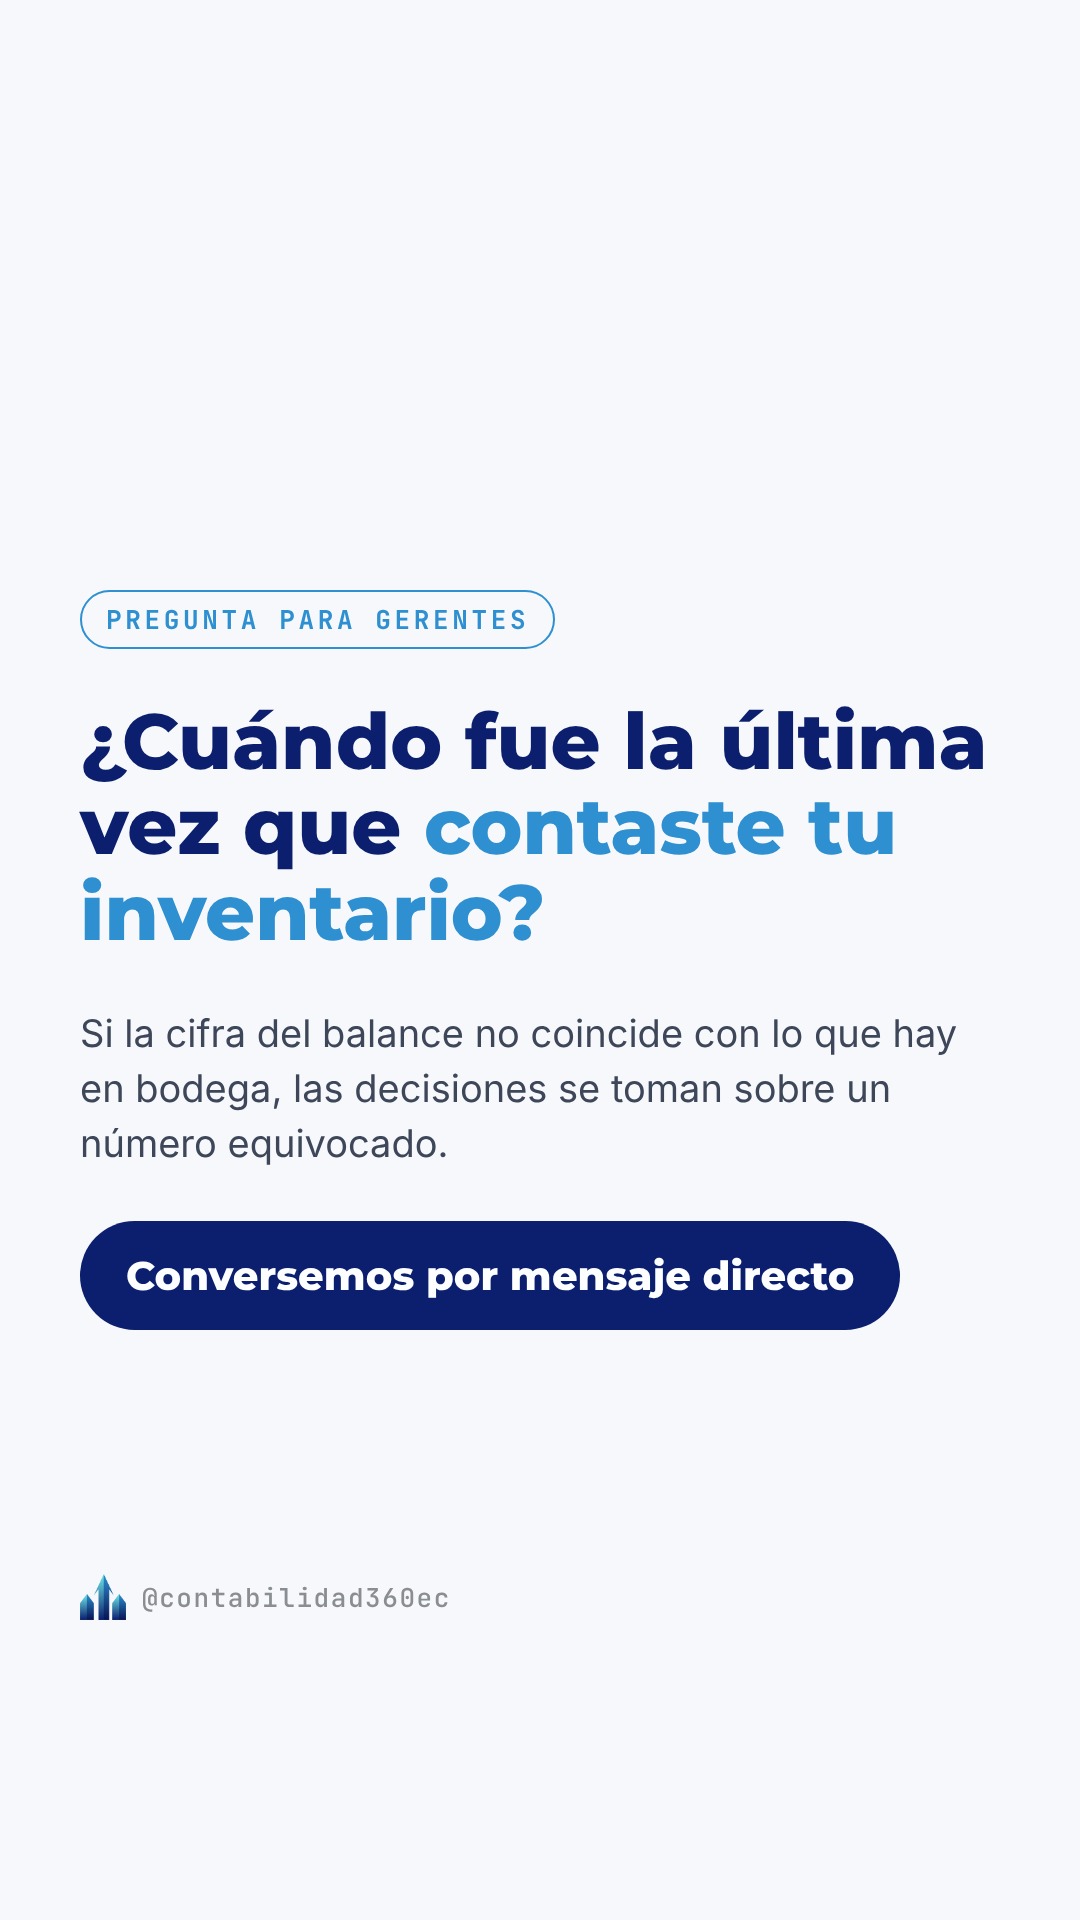 PREGUNTA PARA GERENTES
¿Cuándo fue la última
vez que contaste tu
inventario?
Si la cifra del balance no coincide con lo que hay
en bodega, las decisiones se toman sobre un
número equivocado.
Conversemos por mensaje directo
@contabilidad360ec